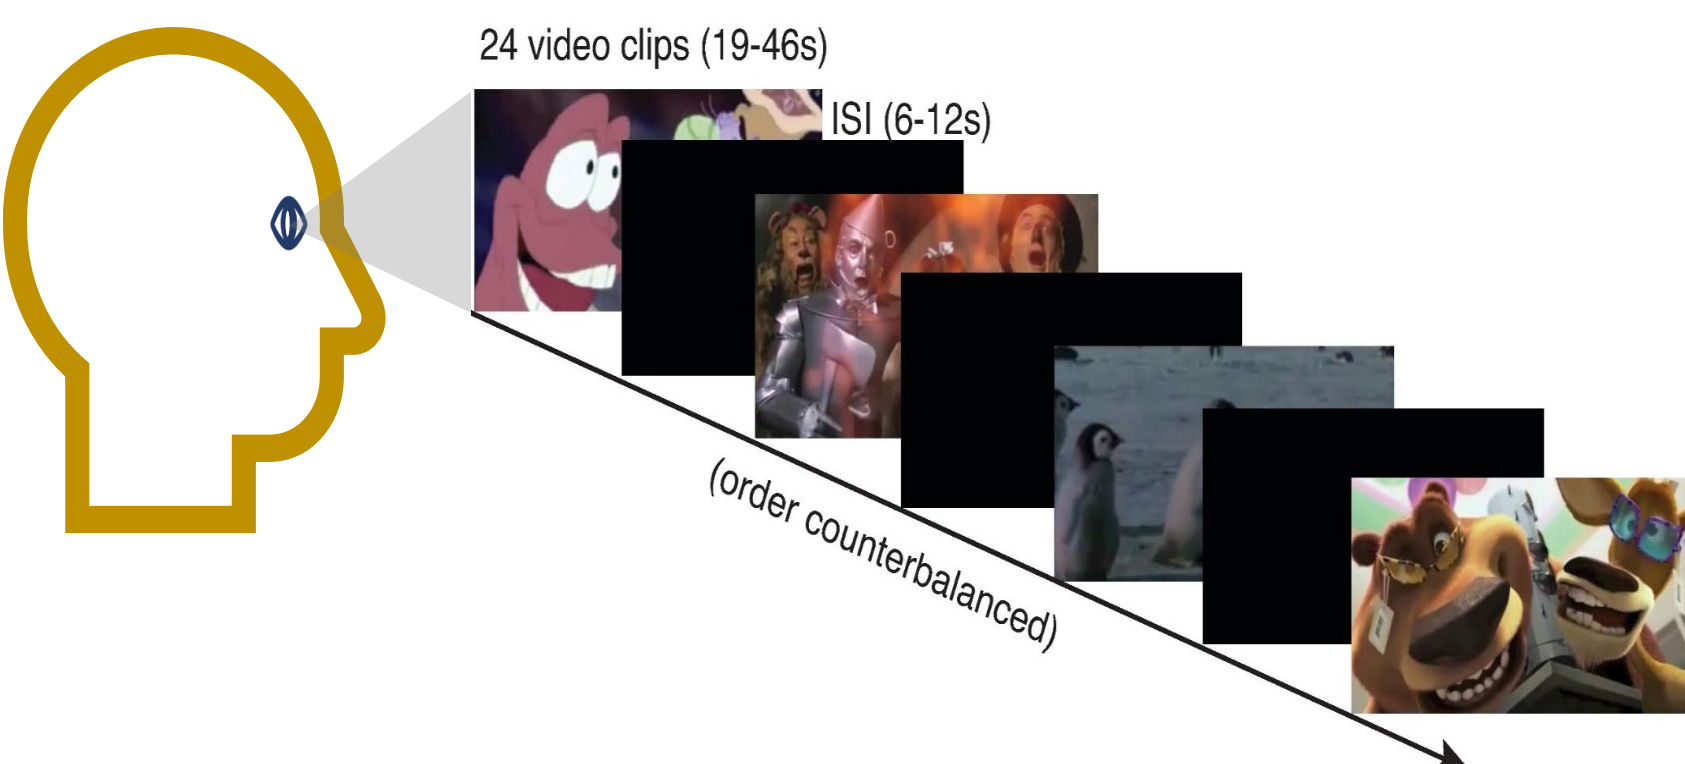 24 video clips (19-46s)
ISI (6-12s)
(order counterbalanced)